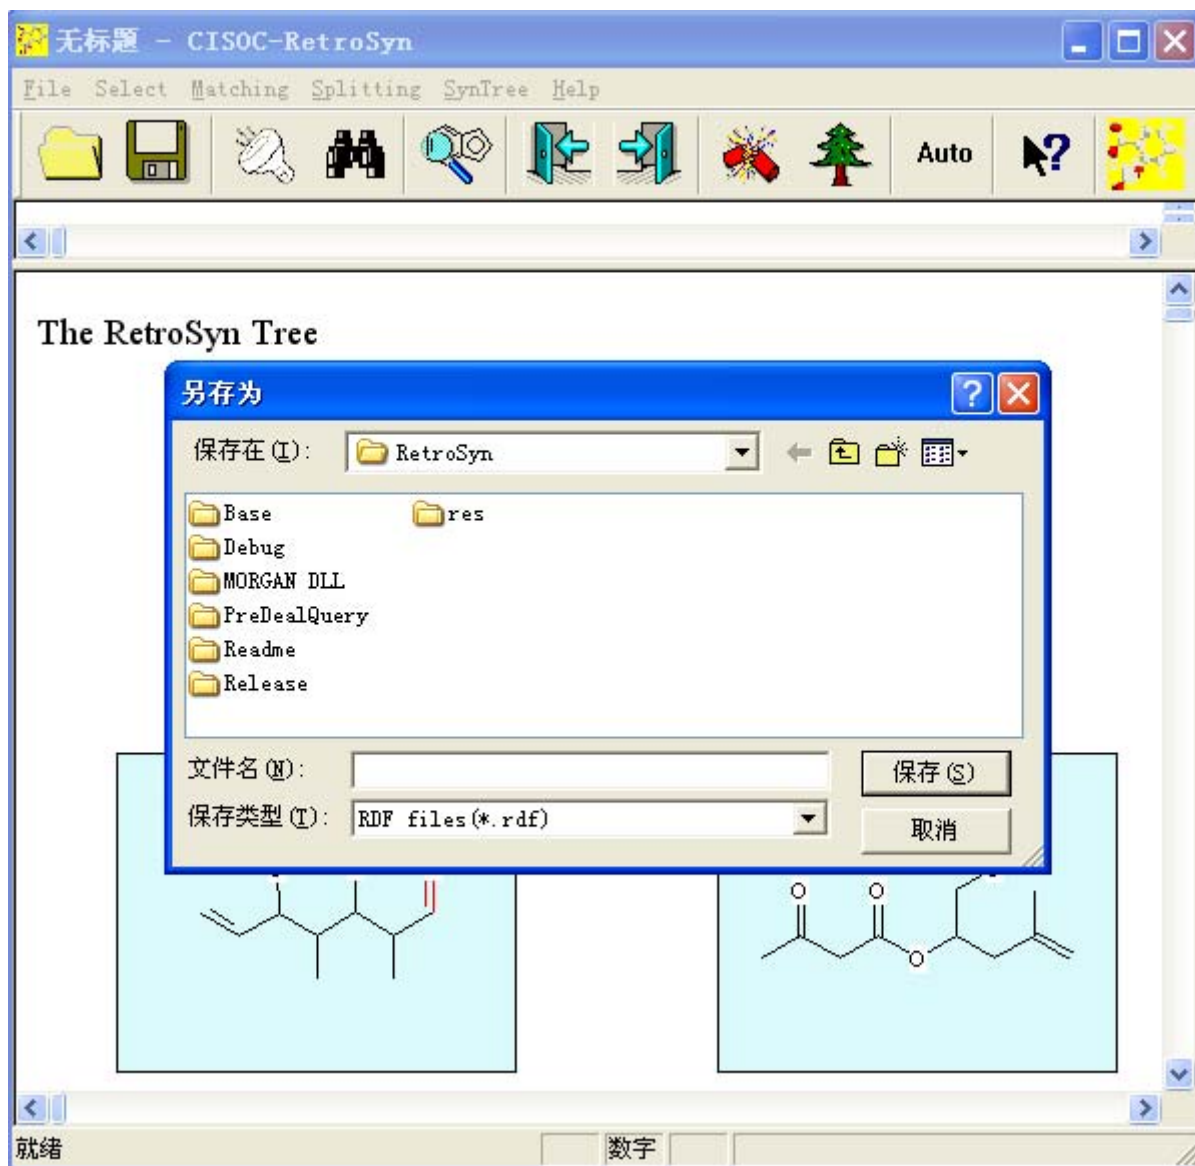 无标题 - CISOC-RetroSyn
File Select Matching Splitting SynTree Help
Auto
?
The RetroSyn Tree
另存为
?
保存在(I): RetroSyn
Base res
Debug
MORGAN DLL
PreDealQuery
Readme
Release
文件名(N): 保存(S)
保存类型(T): RDF files(*.rdf) 取消
O O
O
就绪 数字